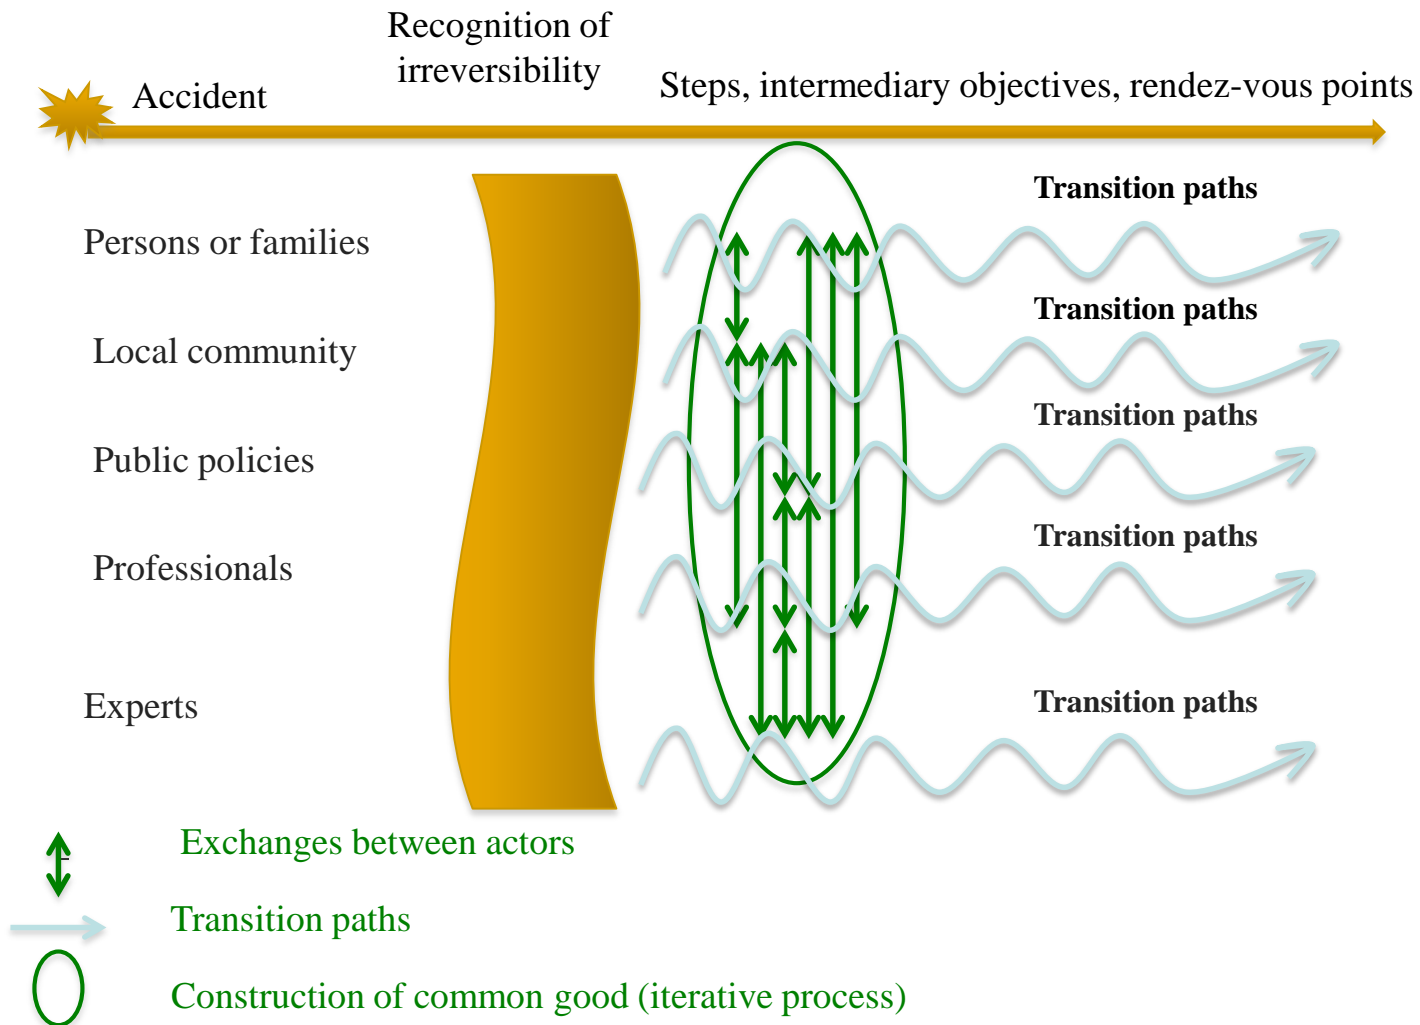 Recognition of
irreversibility
Accident
Steps, intermediary objectives, rendez-vous points
Transition paths
Persons or families
Transition paths
Local community
Transition paths
Public policies
Transition paths
Professionals
Transition paths
Experts
Exchanges between actors
Transition paths
Construction of common good (iterative process)